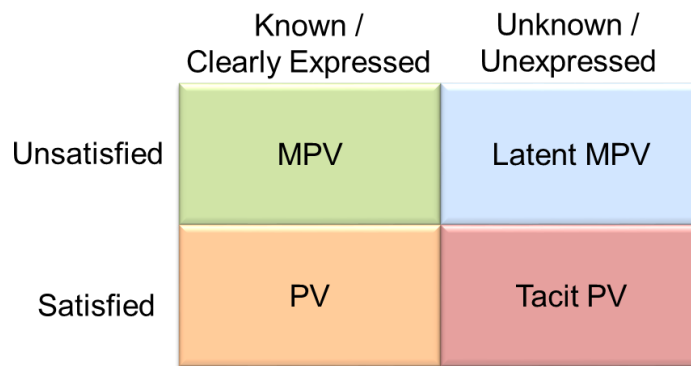 Known /
Clearly Expressed
Unknown /
Unexpressed
Unsatisfied
MPV
Latent MPV
Satisfied
PV
Tacit PV